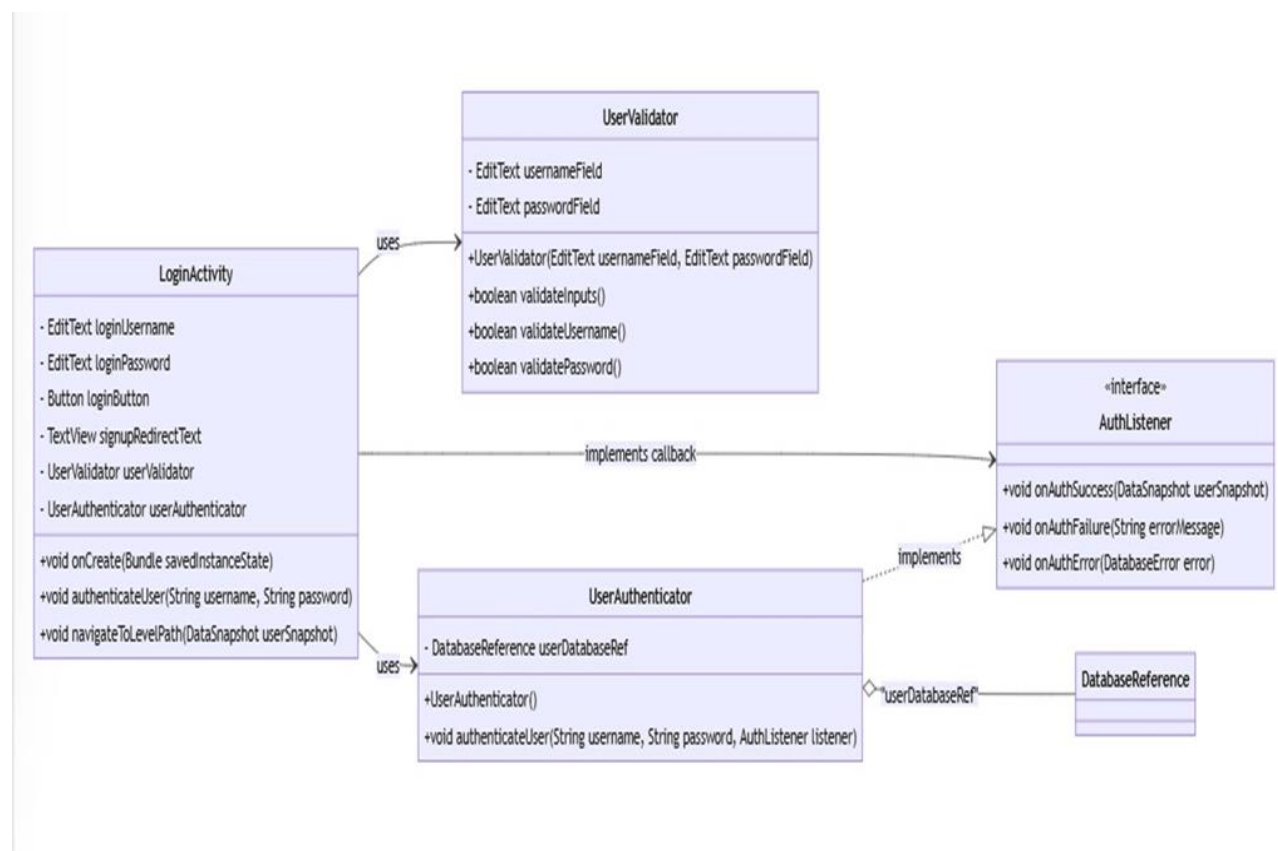 UserValidator
- EditText usernameField
- EditText passwordField
+UserValidator(EditText usernameField, EditText passwordField)
+boolean validateInputs()
+boolean validateUsername()
+boolean validatePassword()
uses
LoginActivity
- EditText loginUsername
- EditText loginPassword
- Button loginButton
- TextView signupRedirectText
- UserValidator userValidator
- UserAuthenticator userAuthenticator
+void onCreate(Bundle savedInstanceState)
+void authenticateUser(String username, String password)
+void navigateToLevelPath(DataSnapshot userSnapshot)
implements callback
«interface»
AuthListener
+void onAuthSuccess(DataSnapshot userSnapshot)
+void onAuthFailure(String errorMessage)
+void onAuthError(DatabaseError error)
implements
uses
UserAuthenticator
- DatabaseReference userDatabaseRef
+UserAuthenticator()
+void authenticateUser(String username, String password, AuthListener listener)
"userDatabaseRef"
DatabaseReference